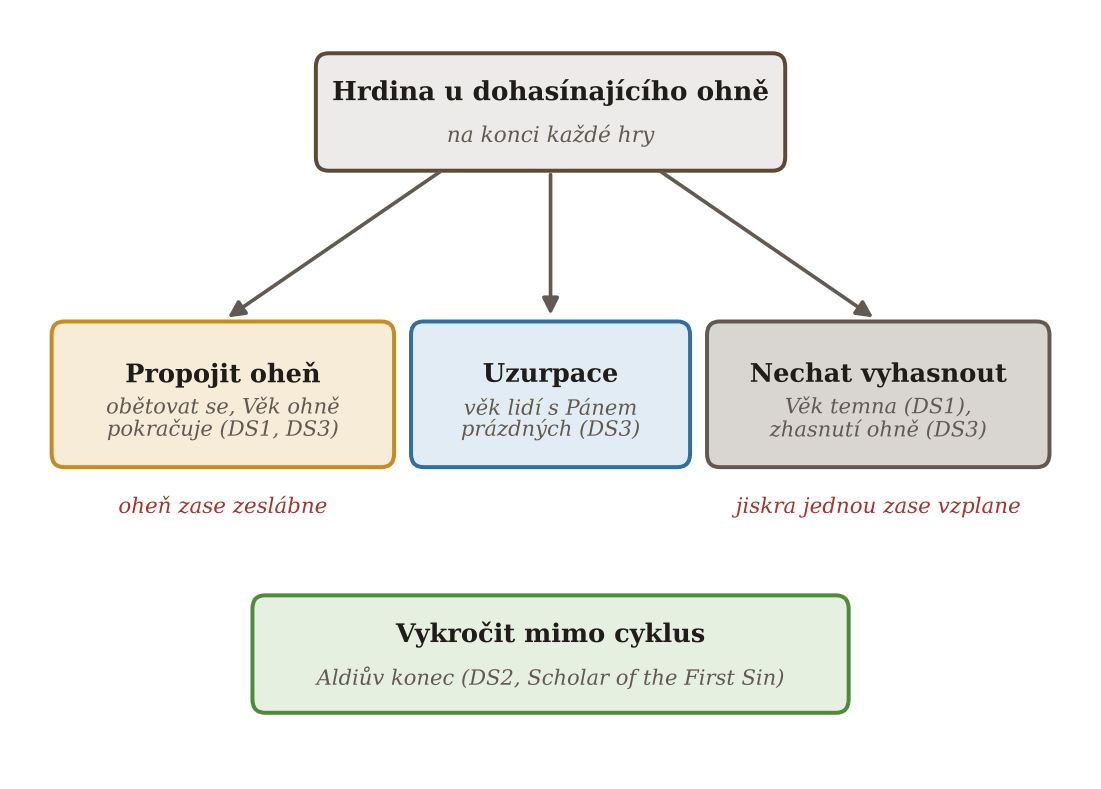 Hrdina u dohasínajícího ohně
na konci každé hry
Propojit oheň
obětovat se, Věk ohně
pokračuje (DS1, DS3)
oheň zase zeslábne
Uzurpace
věk lidí s Pánem
prázdných (DS3)
Nechat vyhasnout
Věk temna (DS1),
zhasnutí ohně (DS3)
jiskra jednou zase vzplane
Vykročit mimo cyklus
Aldiův konec (DS2, Scholar of the First Sin)